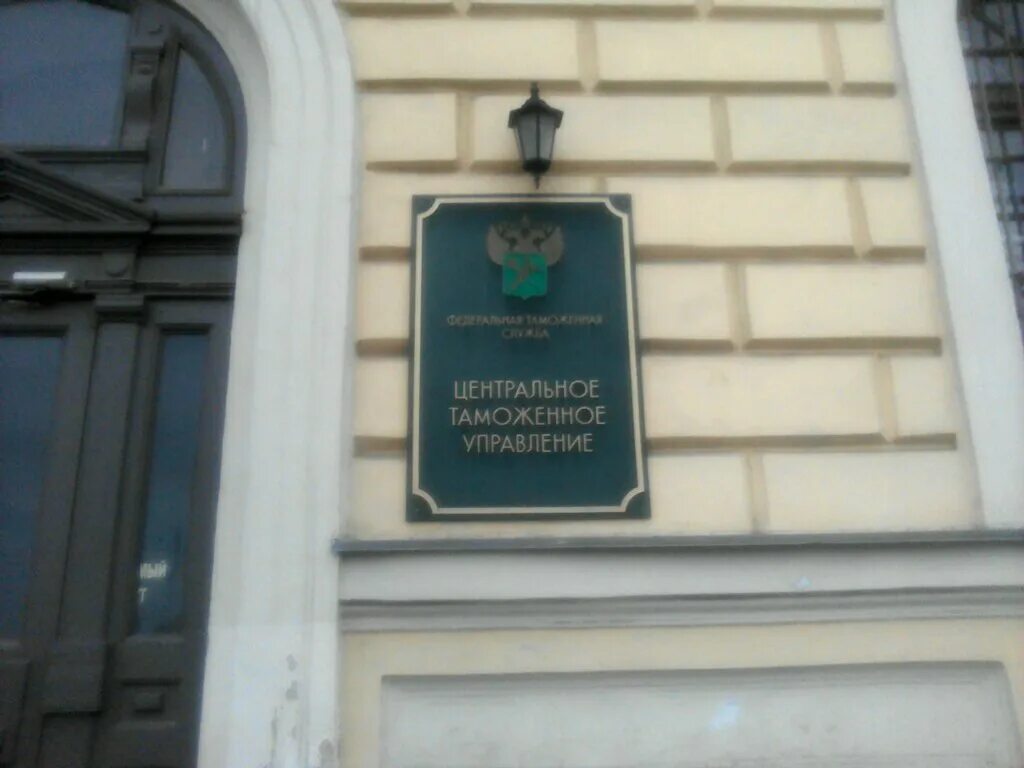 ФЕДЕРАЛЬНАЯ ТАМОЖЕННАЯ
СЛУЖБА
ЦЕНТРАЛЬНОЕ
ТАМОЖЕННОЕ
УПРАВЛЕНИЕ